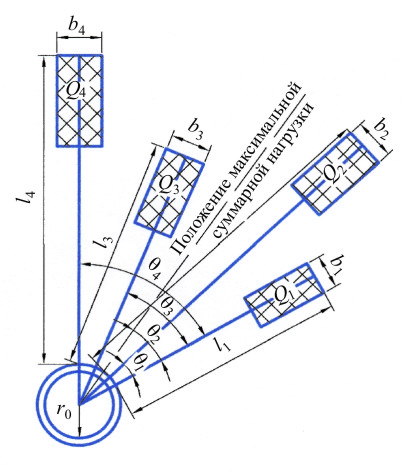 b₄
Q₄
l₄
b₃
Q₃
l₃
Положение максимальной
суммарной нагрузки
b₂
Q₂
b₁
Q₁
l₁
θ₄
θ₃
θ₂
θ₁
r₀